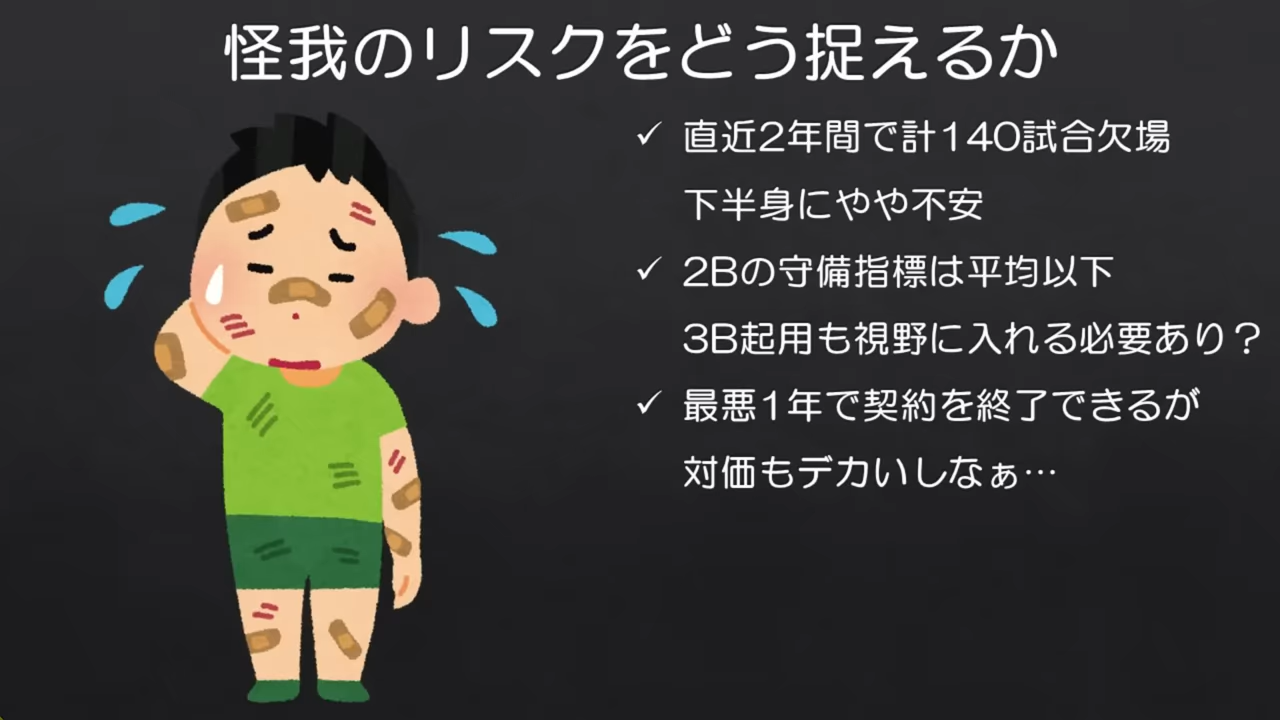 怪我のリスクをどう捉えるか
✓ 直近2年間で計140試合欠場
下半身にやや不安
✓ 2Bの守備指標は平均以下
3B起用も視野に入れる必要あり？
✓ 最悪1年で契約を終了できるが
対価もデカいしなぁ…